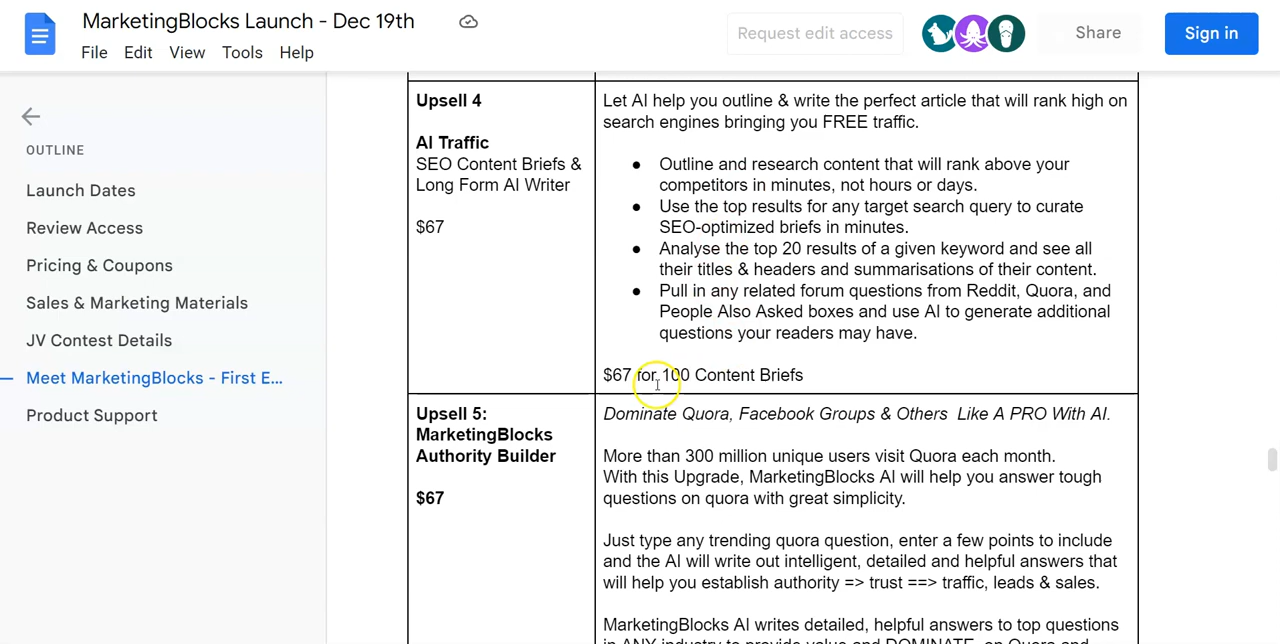 MarketingBlocks Launch - Dec 19th
File Edit View Tools Help
Request edit access
Share
Sign in
OUTLINE
Launch Dates
Review Access
Pricing & Coupons
Sales & Marketing Materials
JV Contest Details
Meet MarketingBlocks - First E...
Product Support
Upsell 4
AI Traffic
SEO Content Briefs &
Long Form AI Writer
$67
Let AI help you outline & write the perfect article that will rank high on
search engines bringing you FREE traffic.
● Outline and research content that will rank above your
competitors in minutes, not hours or days.
● Use the top results for any target search query to curate
SEO-optimized briefs in minutes.
● Analyse the top 20 results of a given keyword and see all
their titles & headers and summarisations of their content.
● Pull in any related forum questions from Reddit, Quora, and
People Also Asked boxes and use AI to generate additional
questions your readers may have.
$67 for 100 Content Briefs
Upsell 5:
MarketingBlocks
Authority Builder
$67
Dominate Quora, Facebook Groups & Others Like A PRO With AI.
More than 300 million unique users visit Quora each month.
With this Upgrade, MarketingBlocks AI will help you answer tough
questions on quora with great simplicity.
Just type any trending quora question, enter a few points to include
and the AI will write out intelligent, detailed and helpful answers that
will help you establish authority => trust ==> traffic, leads & sales.
MarketingBlocks AI writes detailed, helpful answers to top questions
in ANY industry to provide value and DOMINATE on Quora and